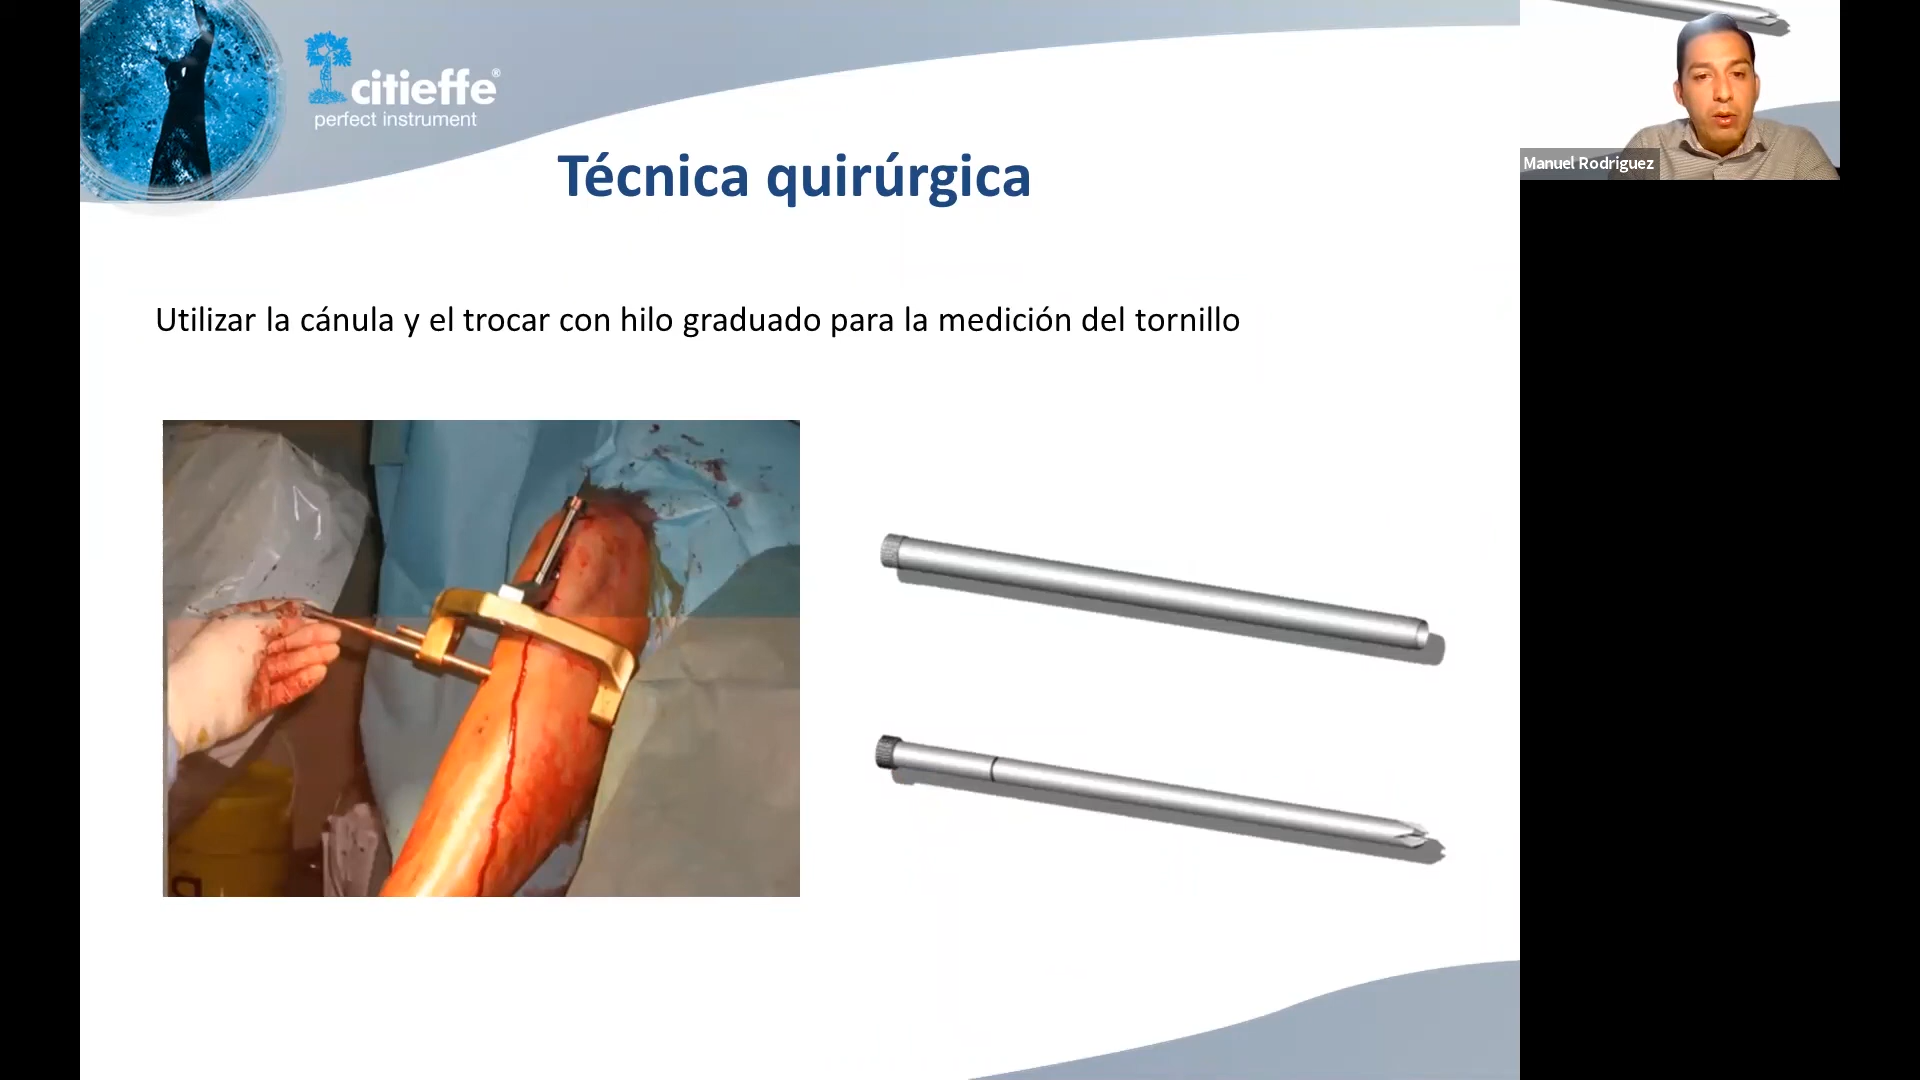 citieffe®
perfect instrument
Técnica quirúrgica
Utilizar la cánula y el trocar con hilo graduado para la medición del tornillo
Manuel Rodriguez